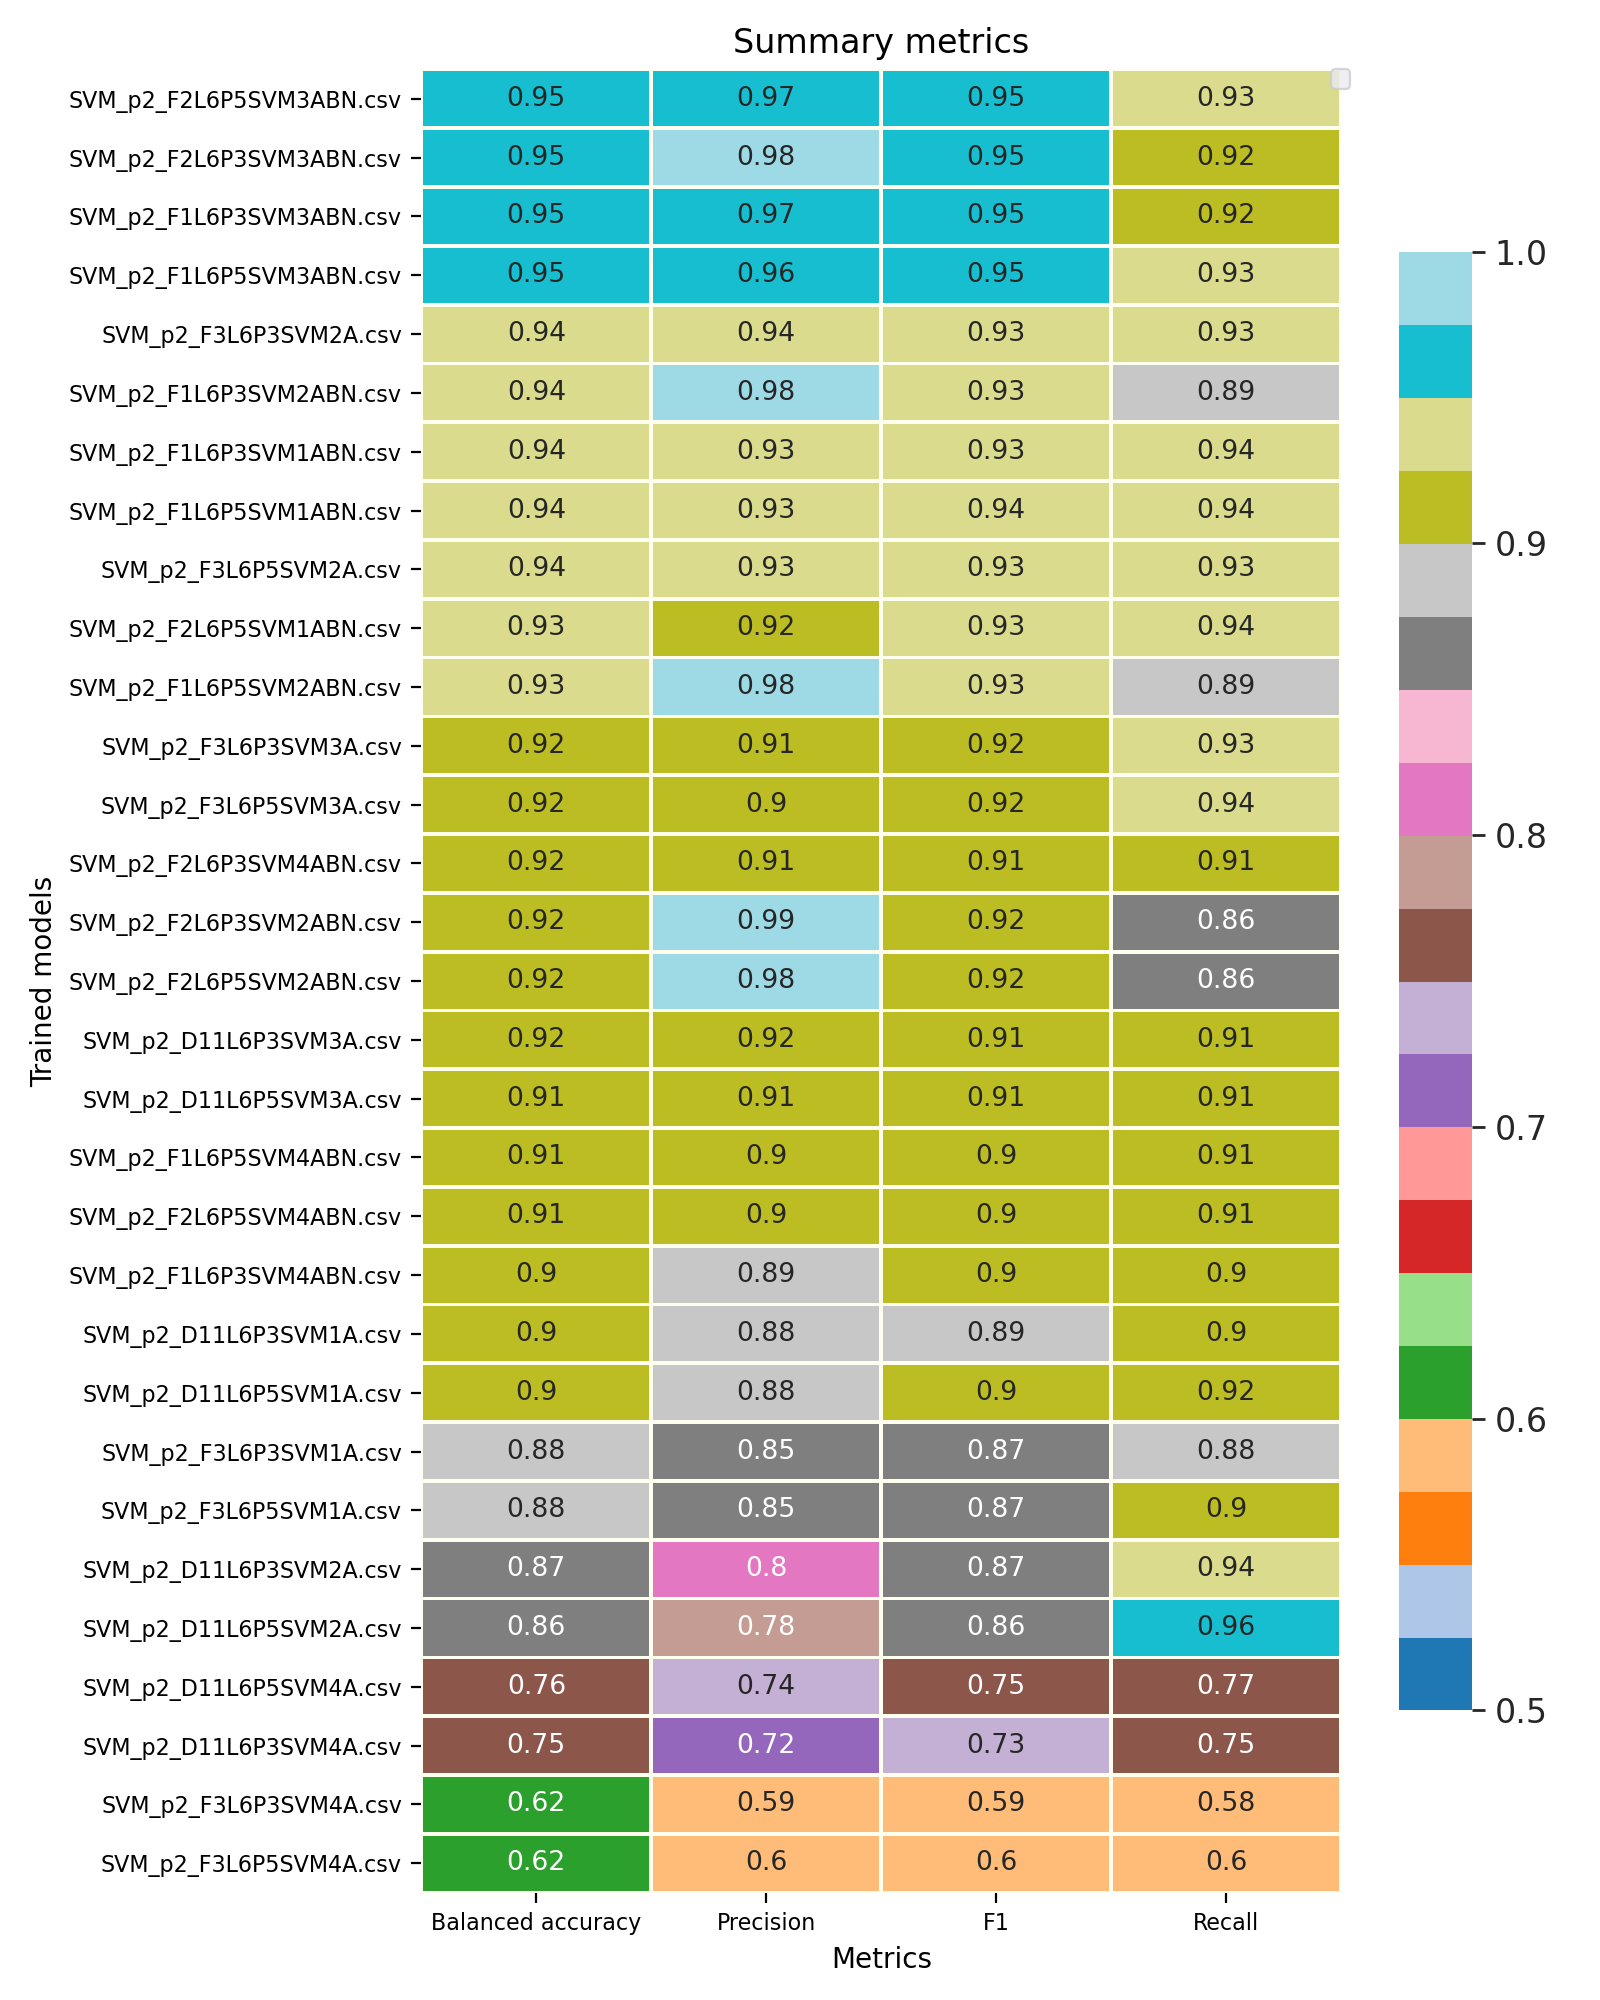 Summary metrics
SVM_p2_F2L6P5SVM3ABN.csv 0.95 0.97 0.95 0.93
SVM_p2_F2L6P3SVM3ABN.csv 0.95 0.98 0.95 0.92
SVM_p2_F1L6P3SVM3ABN.csv 0.95 0.97 0.95 0.92
SVM_p2_F1L6P5SVM3ABN.csv 0.95 0.96 0.95 0.93
SVM_p2_F3L6P3SVM2A.csv 0.94 0.94 0.93 0.93
SVM_p2_F1L6P3SVM2ABN.csv 0.94 0.98 0.93 0.89
SVM_p2_F1L6P3SVM1ABN.csv 0.94 0.93 0.93 0.94
SVM_p2_F1L6P5SVM1ABN.csv 0.94 0.93 0.94 0.94
SVM_p2_F3L6P5SVM2A.csv 0.94 0.93 0.93 0.93
SVM_p2_F2L6P5SVM1ABN.csv 0.93 0.92 0.93 0.94
SVM_p2_F1L6P5SVM2ABN.csv 0.93 0.98 0.93 0.89
SVM_p2_F3L6P3SVM3A.csv 0.92 0.91 0.92 0.93
SVM_p2_F3L6P5SVM3A.csv 0.92 0.9 0.92 0.94
SVM_p2_F2L6P3SVM4ABN.csv 0.92 0.91 0.91 0.91
SVM_p2_F2L6P3SVM2ABN.csv 0.92 0.99 0.92 0.86
SVM_p2_F2L6P5SVM2ABN.csv 0.92 0.98 0.92 0.86
SVM_p2_D11L6P3SVM3A.csv 0.92 0.92 0.91 0.91
SVM_p2_D11L6P5SVM3A.csv 0.91 0.91 0.91 0.91
SVM_p2_F1L6P5SVM4ABN.csv 0.91 0.9 0.9 0.91
SVM_p2_F2L6P5SVM4ABN.csv 0.91 0.9 0.9 0.91
SVM_p2_F1L6P3SVM4ABN.csv 0.9 0.89 0.9 0.9
SVM_p2_D11L6P3SVM1A.csv 0.9 0.88 0.89 0.9
SVM_p2_D11L6P5SVM1A.csv 0.9 0.88 0.9 0.92
SVM_p2_F3L6P3SVM1A.csv 0.88 0.85 0.87 0.88
SVM_p2_F3L6P5SVM1A.csv 0.88 0.85 0.87 0.9
SVM_p2_D11L6P3SVM2A.csv 0.87 0.8 0.87 0.94
SVM_p2_D11L6P5SVM2A.csv 0.86 0.78 0.86 0.96
SVM_p2_D11L6P5SVM4A.csv 0.76 0.74 0.75 0.77
SVM_p2_D11L6P3SVM4A.csv 0.75 0.72 0.73 0.75
SVM_p2_F3L6P3SVM4A.csv 0.62 0.59 0.59 0.58
SVM_p2_F3L6P5SVM4A.csv 0.62 0.6 0.6 0.6
Balanced accuracy Precision F1 Recall
Metrics
Trained models
1.0
0.9
0.8
0.7
0.6
0.5